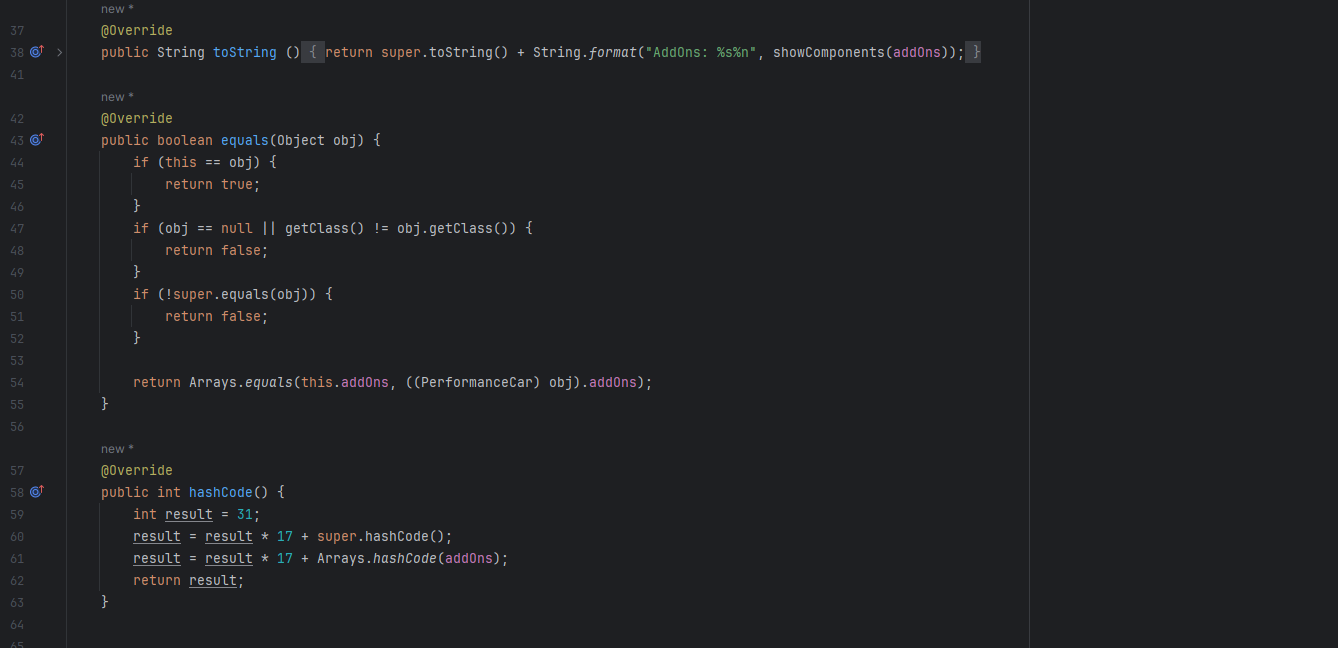 new *
37 @Override
38 public String toString () { return super.toString() + String.format("AddOns: %s%n", showComponents(addOns)); }
41
new *
42 @Override
43 public boolean equals(Object obj) {
44 if (this == obj) {
45 return true;
46 }
47 if (obj == null || getClass() != obj.getClass()) {
48 return false;
49 }
50 if (!super.equals(obj)) {
51 return false;
52 }
53
54 return Arrays.equals(this.addOns, ((PerformanceCar) obj).addOns);
55 }
56
new *
57 @Override
58 public int hashCode() {
59 int result = 31;
60 result = result * 17 + super.hashCode();
61 result = result * 17 + Arrays.hashCode(addOns);
62 return result;
63 }
64
65